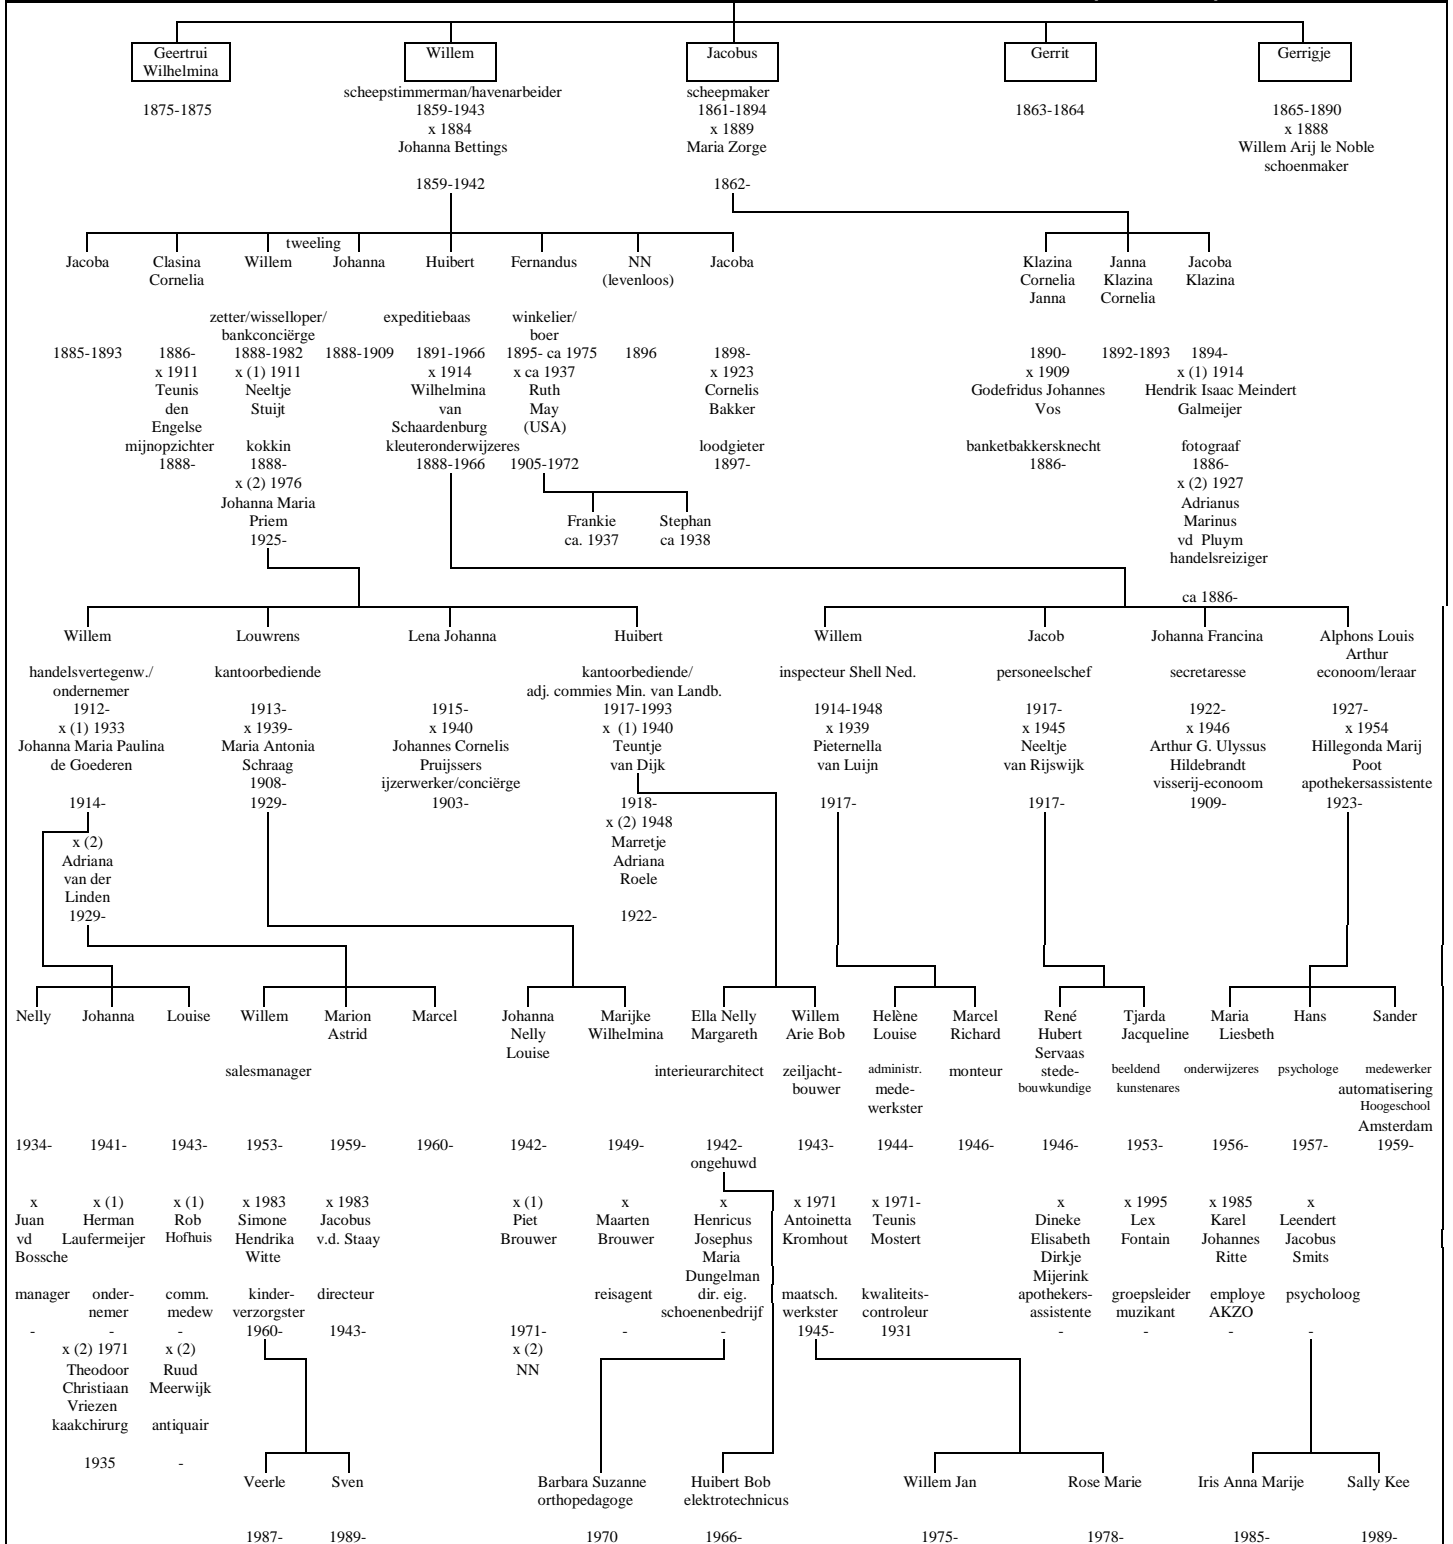 Geertrui Willem Jacobus Gerrit Gerrigje
Wilhelmina
scheepstimmerman/havenarbeider scheepmaker
1875-1875 1859-1943 1861-1894 1863-1864 1865-1890
x 1884 x 1889 x 1888
Johanna Bettings Maria Zorge Willem Arij le Noble
schoenmaker
1859-1942 1862-
tweeling
Jacoba Clasina Willem Johanna Huibert Fernandus NN Jacoba Klazina Janna Jacoba
Cornelia (levenloos) Cornelia Klazina Klazina
Janna Cornelia
zetter/wisselloper/ expeditiebaas winkelier/
bankconciërge boer
1885-1893 1886- 1888-1982 1888-1909 1891-1966 1895- ca 1975 1896 1898- 1890- 1892-1893 1894-
x 1911 x (1) 1911 x 1914 x ca 1937 x 1923 x 1909 x (1) 1914
Teunis Neeltje Wilhelmina Ruth Cornelis Godefridus Johannes Hendrik Isaac Meindert
den Stuijt van May Bakker Vos Galmeijer
Engelse Schaardenburg (USA)
mijnopzichter kokkin kleuteronderwijzeres loodgieter banketbakkersknecht fotograaf
1888- 1888- 1888-1966 1905-1972 1897- 1886- 1886-
x (2) 1976 x (2) 1927
Johanna Maria Adrianus
Priem Frankie Stephan Marinus
1925- ca. 1937 ca 1938 vd Pluym
handelsreiziger
ca 1886-
Willem Louwrens Lena Johanna Huibert Willem Jacob Johanna Francina Alphons Louis
Arthur
handelsvertegenw./ kantoorbediende kantoorbediende/ inspecteur Shell Ned. personeelschef secretaresse econoom/leraar
ondernemer adj. commies Min. van Landb.
1912- 1913- 1915- 1917-1993 1914-1948 1917- 1922- 1927-
x (1) 1933 x 1939- x 1940 x (1) 1940 x 1939 x 1945 x 1946 x 1954
Johanna Maria Paulina Maria Antonia Johannes Cornelis Teuntje Pieternella Neeltje Arthur G. Ulyssus Hillegonda Marij
de Goederen Schraag Pruijssers van Dijk van Luijn van Rijswijk Hildebrandt Poot
1908- ijzerwerker/conciërge visserij-econoom apothekersassistente
1914- 1929- 1903- 1918- 1917- 1917- 1909- 1923-
x (2) 1948
x (2) Marretje
Adriana Adriana
van der Roele
Linden
1929- 1922-
Nelly Johanna Louise Willem Marion Marcel Johanna Marijke Ella Nelly Willem Helène Marcel René Tjarda Maria Hans Sander
Astrid Nelly Wilhelmina Margareth Arie Bob Louise Richard Hubert Jacqueline Liesbeth
Louise Servaas
salesmanager interieurarchitect zeiljacht- administr. monteur stede- beeldend onderwijzeres psychologe medewerker
bouwer mede- bouwkundige kunstenares automatisering
werkster Hoogeschool
Amsterdam
1934- 1941- 1943- 1953- 1959- 1960- 1942- 1949- 1942- 1943- 1944- 1946- 1946- 1953- 1956- 1957- 1959-
ongehuwd
x x (1) x (1) x 1983 x 1983 x (1) x x x 1971 x 1971- x x 1995 x 1985 x
Juan Herman Rob Simone Jacobus Piet Maarten Henricus Antoinetta Teunis Dineke Lex Karel Leendert
vd Laufermeijer Hofhuis Hendrika v.d. Staay Brouwer Brouwer Josephus Kromhout Mostert Elisabeth Fontain Johannes Jacobus
Bossche Witte Maria Dirkje Ritte Smits
Dungelman Mijerink
manager onder- comm. kinder- directeur reisagent dir. eig. maatsch. kwaliteits- apothekers- groepsleider employe psycholoog
nemer medew verzorgster schoenenbedrijf werkster controleur assistente muzikant AKZO
- - - 1960- 1943- 1971- - - 1945- 1931 - - - -
x (2) 1971 x (2) x (2)
Theodoor Ruud NN
Christiaan Meerwijk
Vriezen
kaakchirurg antiquair
1935 -
Veerle Sven Barbara Suzanne Huibert Bob Willem Jan Rose Marie Iris Anna Marije Sally Kee
orthopedagoge elektrotechnicus
1987- 1989- 1970 1966- 1975- 1978- 1985- 1989-